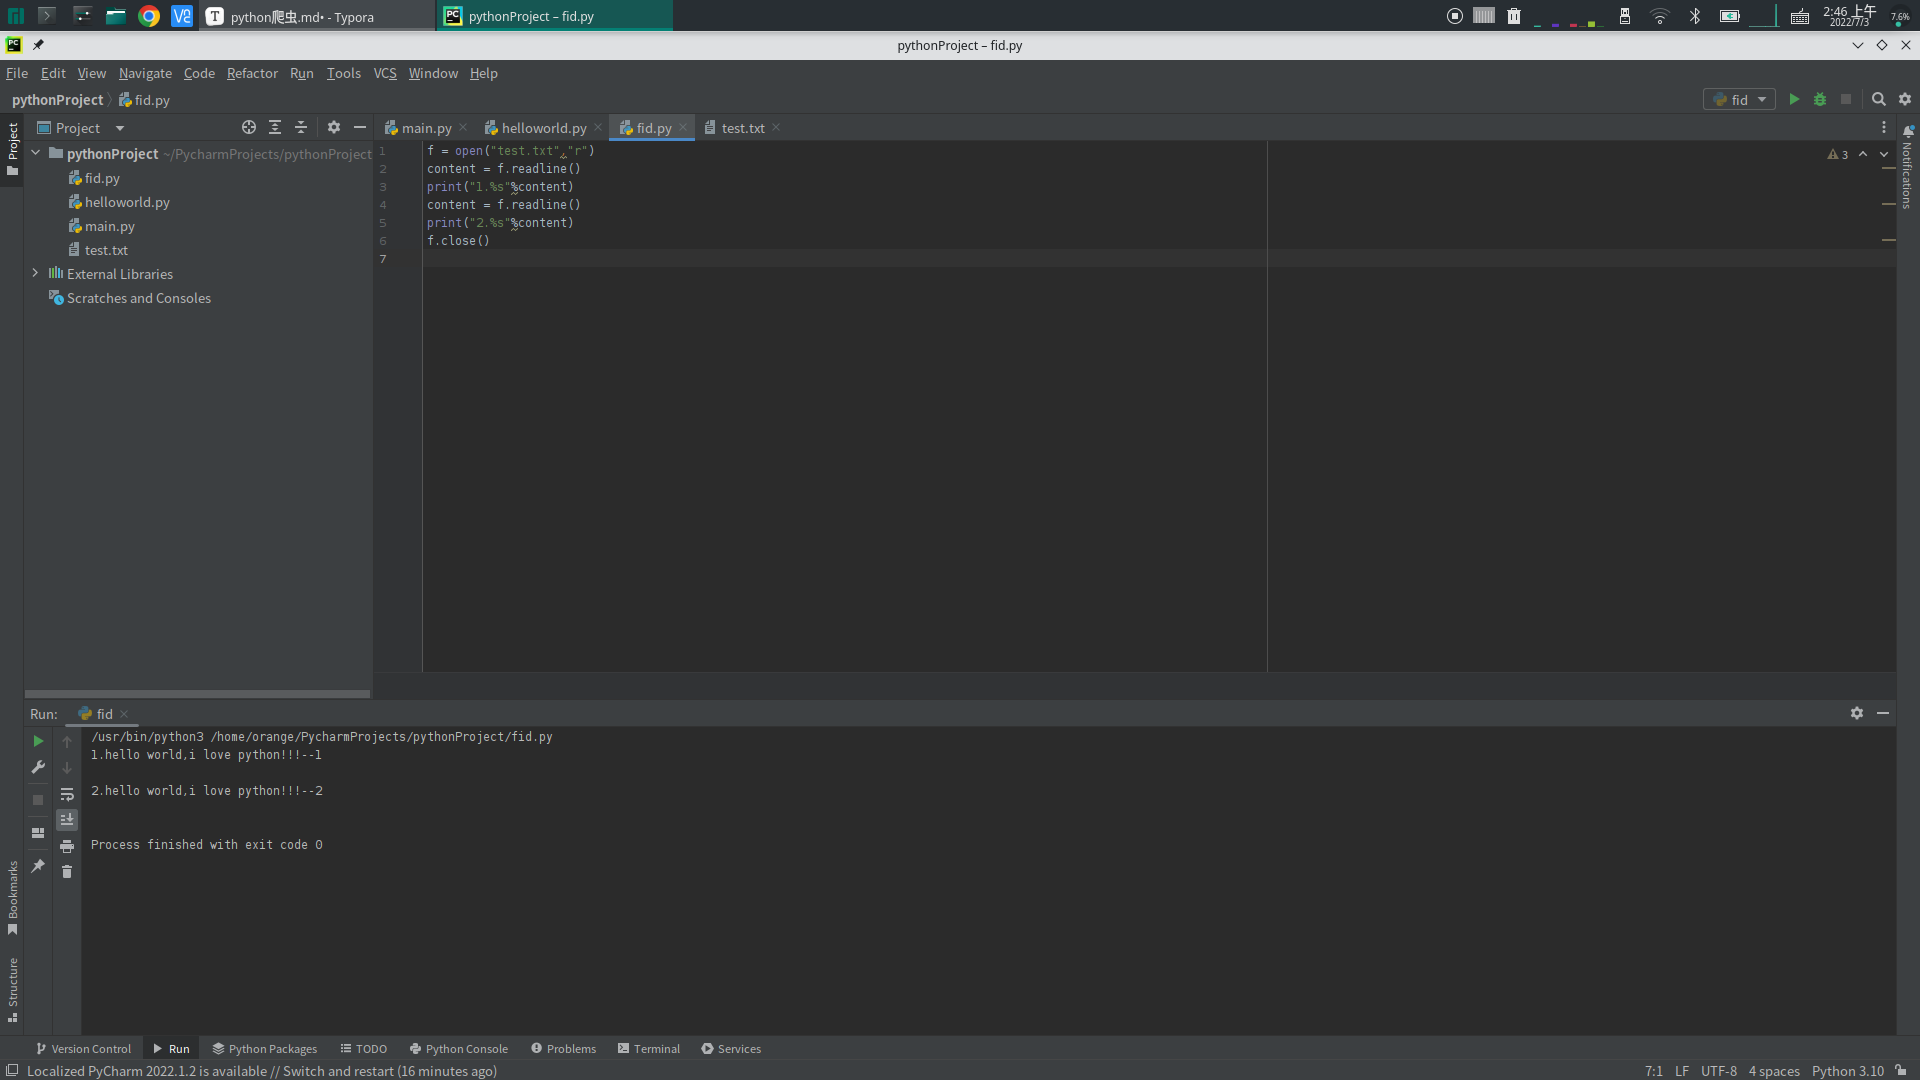 python爬虫.md• - Typora
pythonProject – fid.py
2:46 上午
2022/7/3
7.6%
pythonProject – fid.py
File Edit View Navigate Code Refactor Run Tools VCS Window Help
pythonProject fid.py
fid
Project
Project
main.py
helloworld.py
fid.py
test.txt
pythonProject ~/PycharmProjects/pythonProject
fid.py
helloworld.py
main.py
test.txt
External Libraries
Scratches and Consoles
1 f = open("test.txt","r")
2 content = f.readline()
3 print("1.%s"%content)
4 content = f.readline()
5 print("2.%s"%content)
6 f.close()
7
3
Notifications
Run: fid
/usr/bin/python3 /home/orange/PycharmProjects/pythonProject/fid.py
1.hello world,i love python!!!--1
2.hello world,i love python!!!--2
Process finished with exit code 0
Bookmarks
Structure
Version Control Run Python Packages TODO Python Console Problems Terminal Services
Localized PyCharm 2022.1.2 is available // Switch and restart (16 minutes ago)
7:1 LF UTF-8 4 spaces Python 3.10